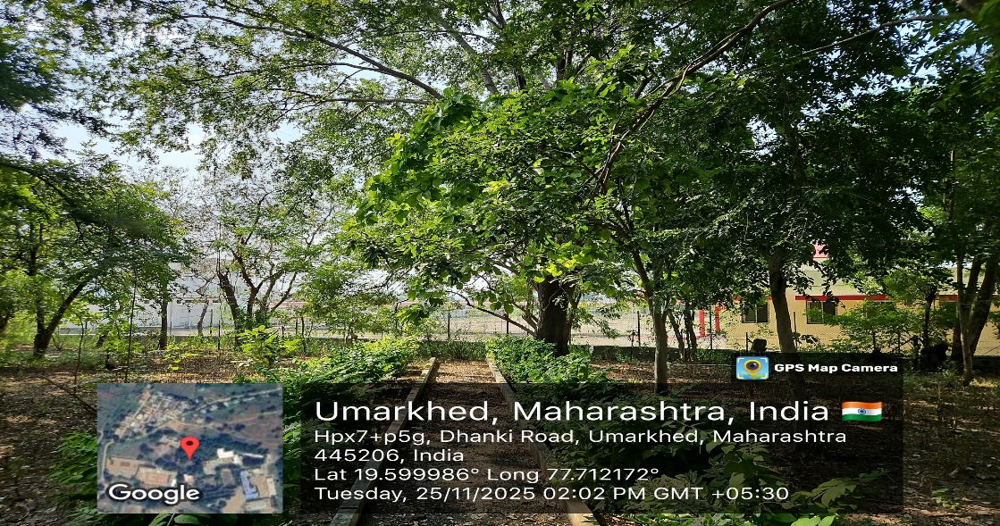 GPS Map Camera
Umarkhed, Maharashtra, India
Hpx7+p5g, Dhanki Road, Umarkhed, Maharashtra
445206, India
Lat 19.599986° Long 77.712172°
Tuesday, 25/11/2025 02:02 PM GMT +05:30
Google